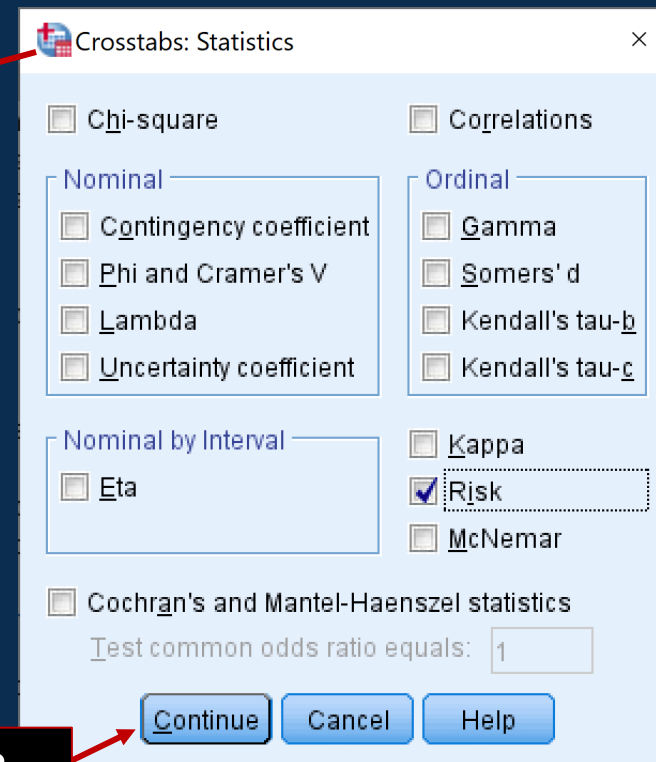 Crosstabs: Statistics
Chi-square
Correlations
Nominal
Contingency coefficient
Phi and Cramer's V
Lambda
Uncertainty coefficient
Ordinal
Gamma
Somers' d
Kendall's tau-b
Kendall's tau-c
Nominal by Interval
Eta
Kappa
Risk
McNemar
Cochran's and Mantel-Haenszel statistics
Test common odds ratio equals: 1
Continue Cancel Help